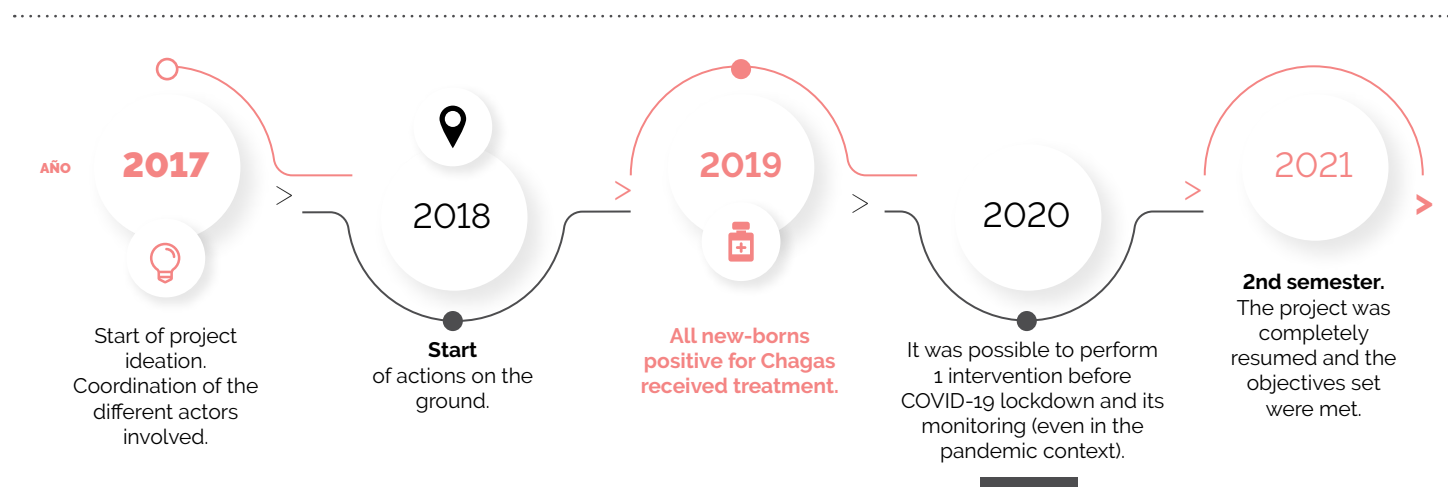 AÑO
2017
Start of project
ideation.
Coordination of the
different actors
involved.
>
2018
Start
of actions on the
ground.
>
2019
All new-borns
positive for Chagas
received treatment.
>
2020
It was possible to perform
1 intervention before
COVID-19 lockdown and its
monitoring (even in the
pandemic context).
>
2021
2nd semester.
The project was
completely
resumed and the
objectives set
were met.
>